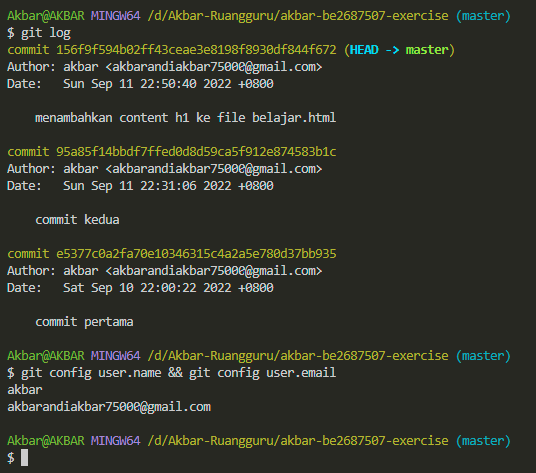 Akbar@AKBAR MINGW64 /d/Akbar-Ruangguru/akbar-be2687507-exercise (master)
$ git log
commit 156f9f594b02ff43ceae3e8198f8930df844f672 (HEAD -> master)
Author: akbar <akbarandiakbar75000@gmail.com>
Date:   Sun Sep 11 22:50:40 2022 +0800

    menambahkan content h1 ke file belajar.html

commit 95a85f14bbdf7ffed0d8d59ca5f912e874583b1c
Author: akbar <akbarandiakbar75000@gmail.com>
Date:   Sun Sep 11 22:31:06 2022 +0800

    commit kedua

commit e5377c0a2fa70e10346315c4a2a5e780d37bb935
Author: akbar <akbarandiakbar75000@gmail.com>
Date:   Sat Sep 10 22:00:22 2022 +0800

    commit pertama

Akbar@AKBAR MINGW64 /d/Akbar-Ruangguru/akbar-be2687507-exercise (master)
$ git config user.name && git config user.email
akbar
akbarandiakbar75000@gmail.com

Akbar@AKBAR MINGW64 /d/Akbar-Ruangguru/akbar-be2687507-exercise (master)
$